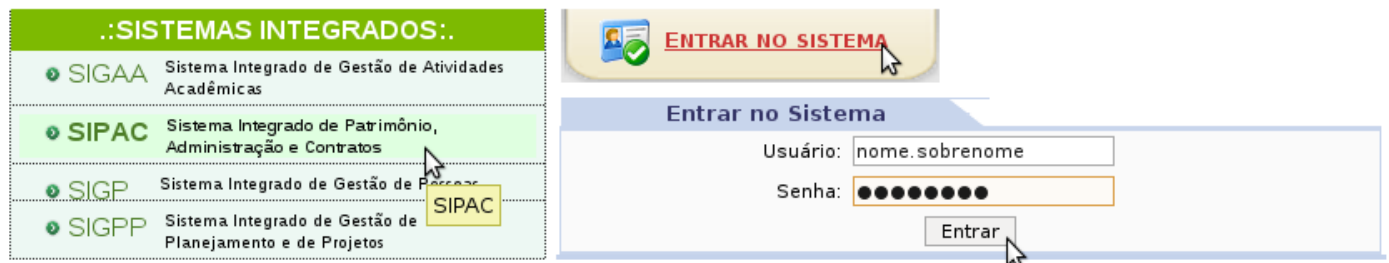 .:SISTEMAS INTEGRADOS:.
SIGAA Sistema Integrado de Gestão de Atividades
Acadêmicas
SIPAC Sistema Integrado de Patrimônio,
Administração e Contratos
SIGP Sistema Integrado de Gestão de Pessoas
SIPAC
SIGPP Sistema Integrado de Gestão de
Planejamento e de Projetos
ENTRAR NO SISTEMA
Entrar no Sistema
Usuário: nome.sobrenome
Senha: ●●●●●●●●
Entrar